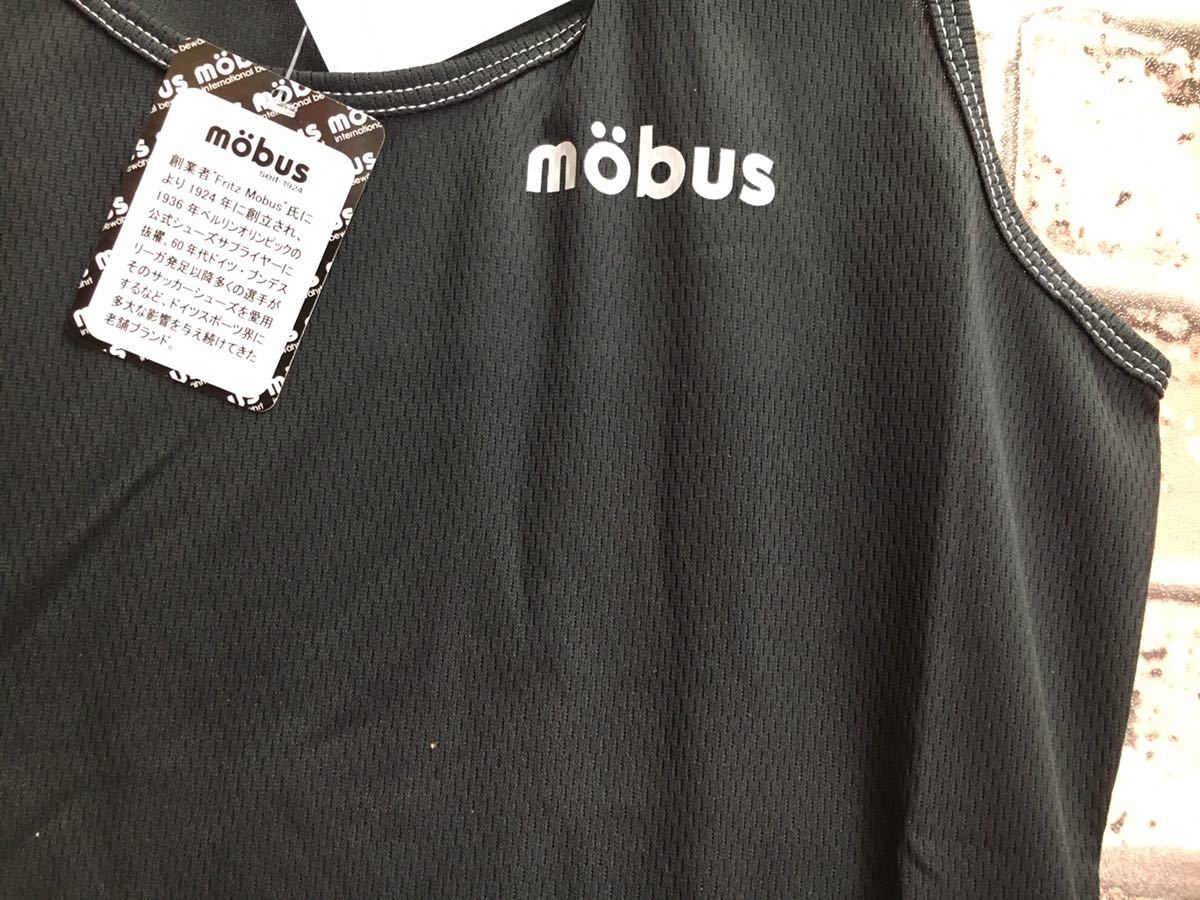 möbus
seit 1924
創業者"Fritz Mobus"氏に
より1924年に創立され、
1936年ベルリンオリンピックの
公式シューズサプライヤーに
抜擢、60年代ドイツ・ブンデス
リーガ発足以降多くの選手が
そのサッカーシューズを愛用
するなど、ドイツスポーツ界に
多大な影響を与え続けてきた
老舗ブランド。
möbus
international
möbus